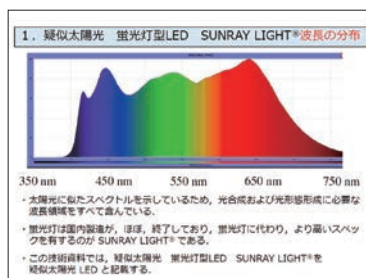 1．疑似太陽光　蛍光灯型LED　SUNRAY LIGHT®波長の分布
350 nm　450 nm　550 nm　650 nm　750 nm
・太陽光に似たスペクトルを示しているため，光合成および光形態形成に必要な
波長領域をすべて含んでいる．
・蛍光灯は国内製造が，ほぼ，終了しており，蛍光灯に代わり，より高いスペッ
クを有するのが SUNRAY LIGHT® である．
・この技術資料では，疑似太陽光　蛍光灯型LED　SUNRAY LIGHT®を
疑似太陽光 LED と記載する．